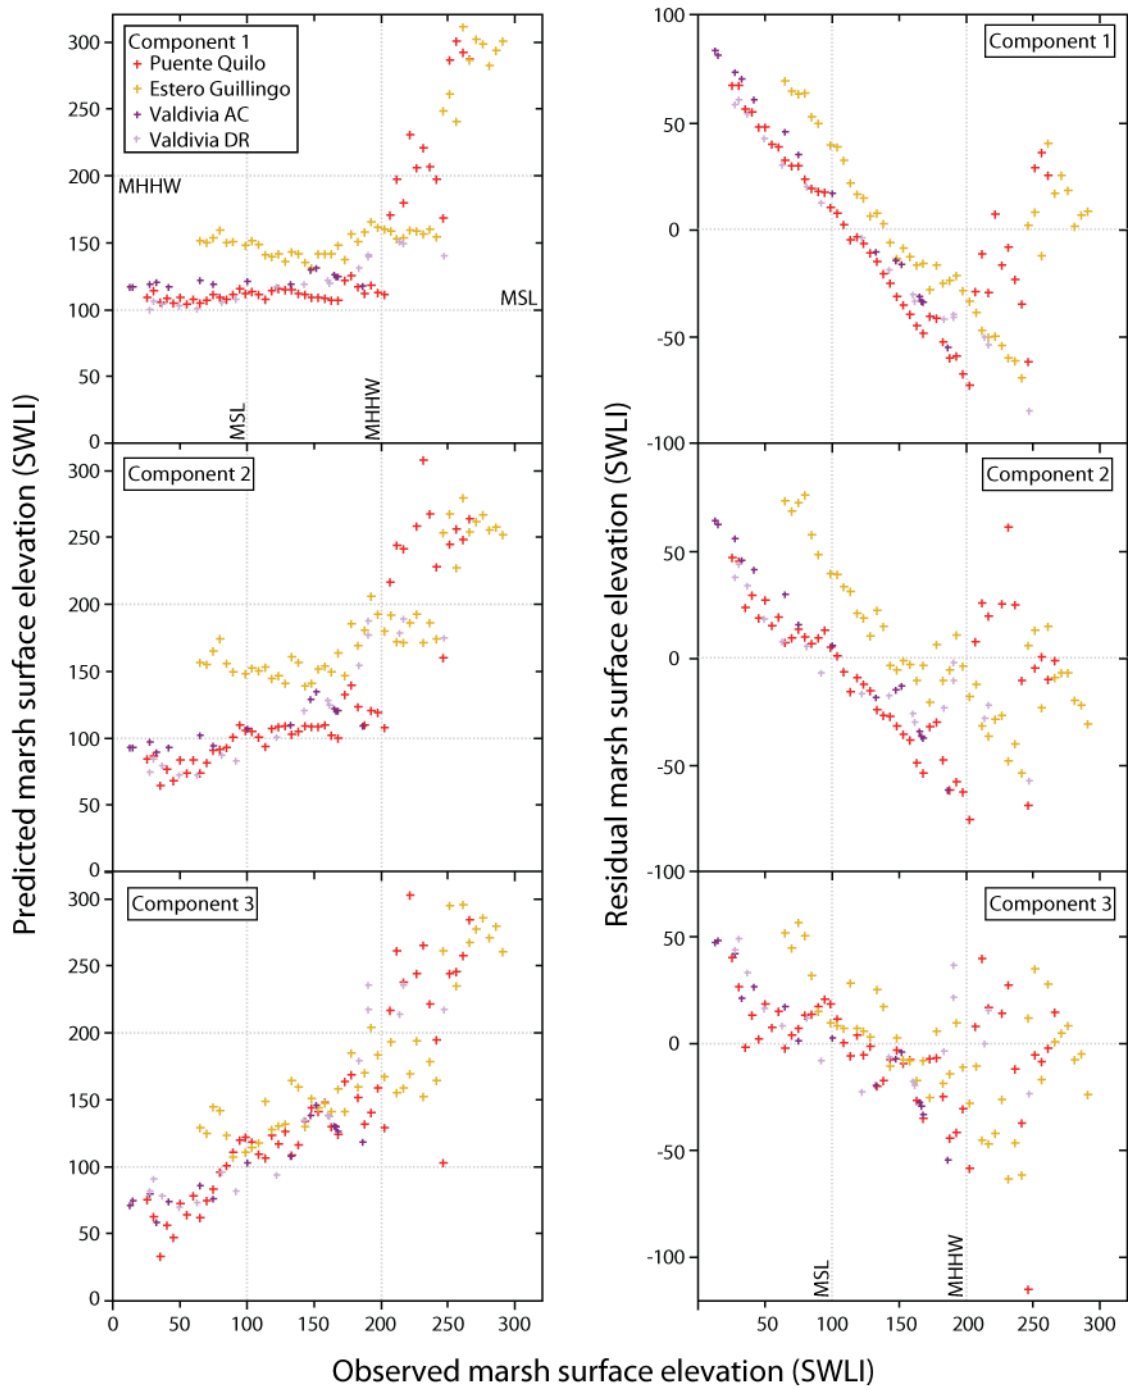 Component 1
Puente Quilo
Estero Guillingo
Valdivia AC
Valdivia DR
300
250
200
150
100
50
0
MHHW
MSL
MSL
MHHW
Component 1
100
50
0
-50
-100
Component 2
300
250
200
150
100
50
0
Component 2
50
0
-50
-100
Component 3
300
250
200
150
100
50
0
0
50
100
150
200
250
300
Component 3
50
0
-50
-100
MSL
MHHW
50
100
150
200
250
300
Predicted marsh surface elevation (SWLI)
Residual marsh surface elevation (SWLI)
Observed marsh surface elevation (SWLI)